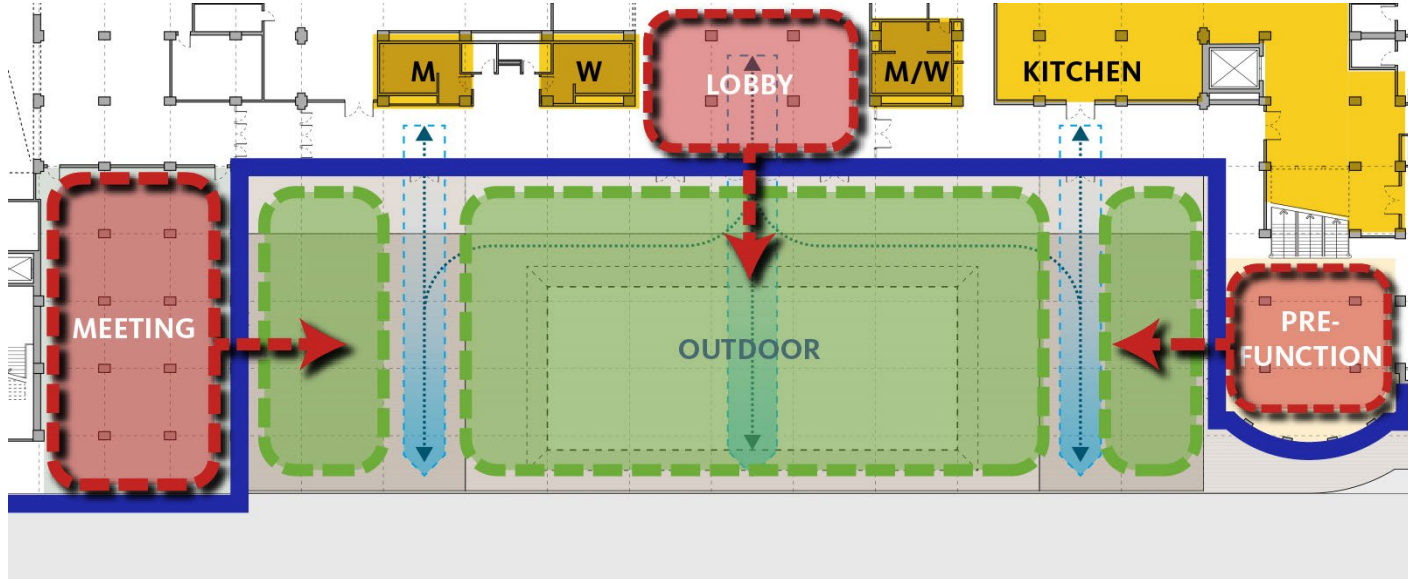 M
W
LOBBY
M/W
KITCHEN
MEETING
OUTDOOR
PRE-
FUNCTION